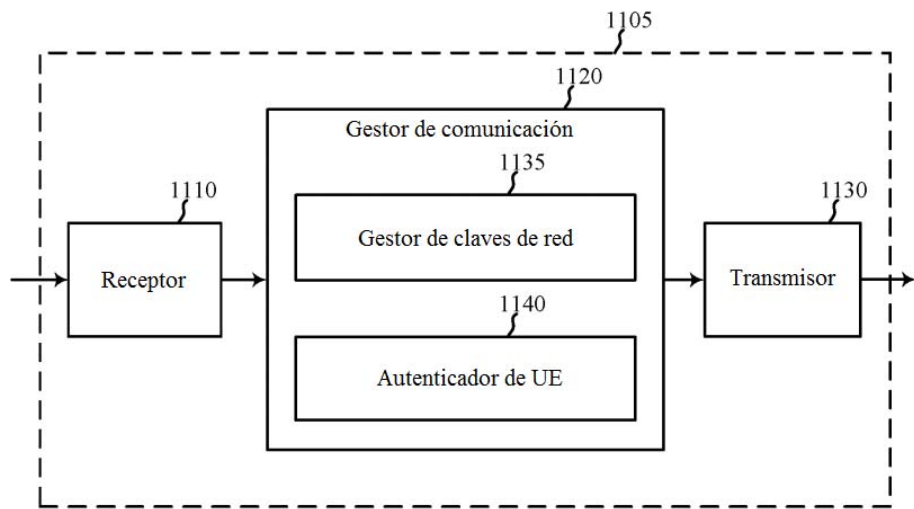 1105
1120
Gestor de comunicación
1135
Gestor de claves de red
1110
Receptor
1130
Transmisor
1140
Autenticador de UE